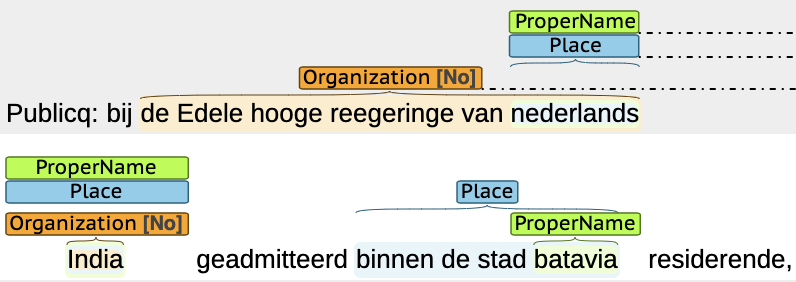 ProperName
Place
Organization [No]
Publicq: bij de Edele hooge reegeringe van nederlands
ProperName
Place Place
Organization [No] ProperName
India geadmitteerd binnen de stad batavia residerende,